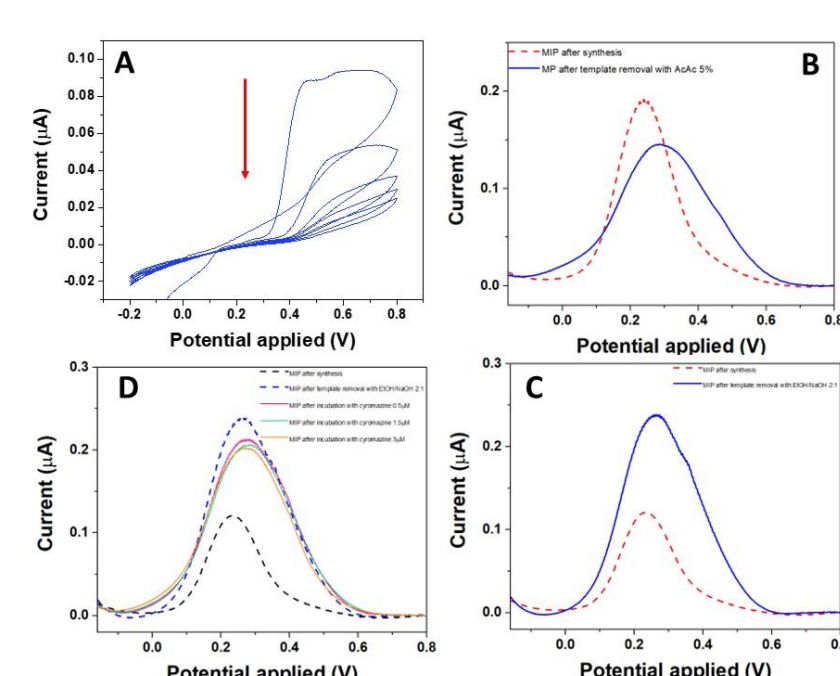 A
Current (μA)
0.10
0.08
0.06
0.04
0.02
0.00
-0.02
-0.2 0.0 0.2 0.4 0.6 0.8
Potential applied (V)
B
MIP after synthesis
MP after template removal with AcAc 5%
Current (μA)
0.2
0.1
0.0
0.0 0.2 0.4 0.6 0.8
Potential applied (V)
D
MIP after synthesis
MIP after template removal with EtOH/NaOH 2:1
MIP after incubation with cyromazine 0.5μM
MIP after incubation with cyromazine 1.5μM
MIP after incubation with cyromazine 3μM
Current (μA)
0.3
0.2
0.1
0.0
0.0 0.2 0.4 0.6 0.8
Potential applied (V)
C
MIP after synthesis
MIP after template removal with EtOH/NaOH 2:1
Current (μA)
0.3
0.2
0.1
0.0
0.0 0.2 0.4 0.6
Potential applied (V)